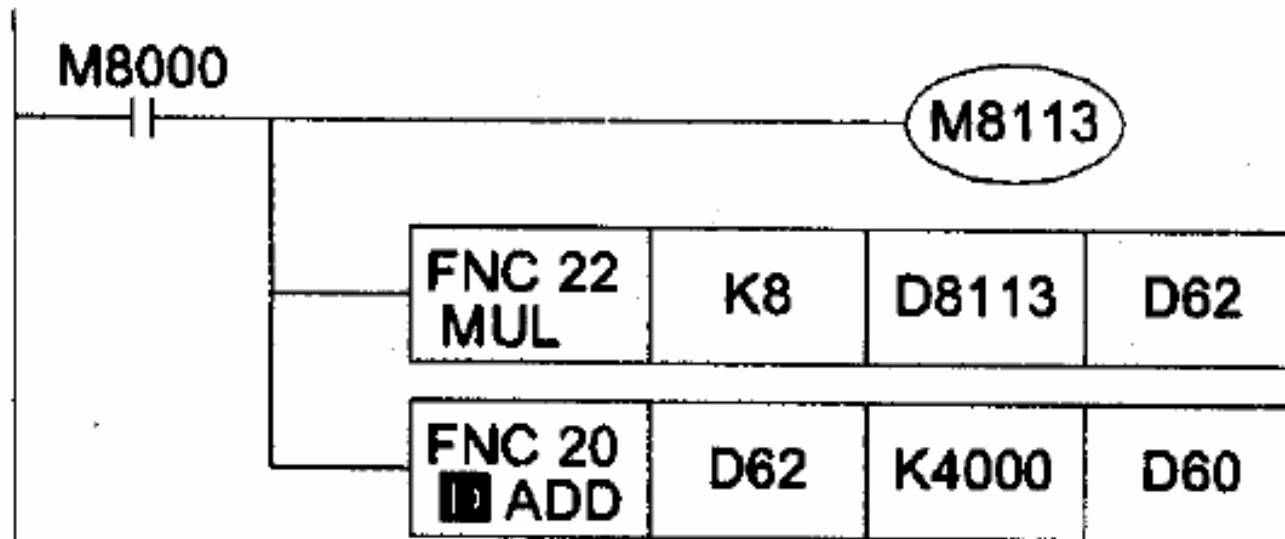 M8000
M8113
FNC 22
MUL
K8
D8113
D62
FNC 20
D ADD
D62
K4000
D60